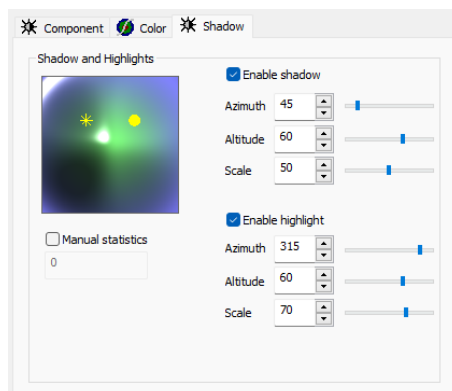 Component Color Shadow
Shadow and Highlights
Enable shadow
Azimuth 45
Altitude 60
Scale 50
Manual statistics
0
Enable highlight
Azimuth 315
Altitude 60
Scale 70